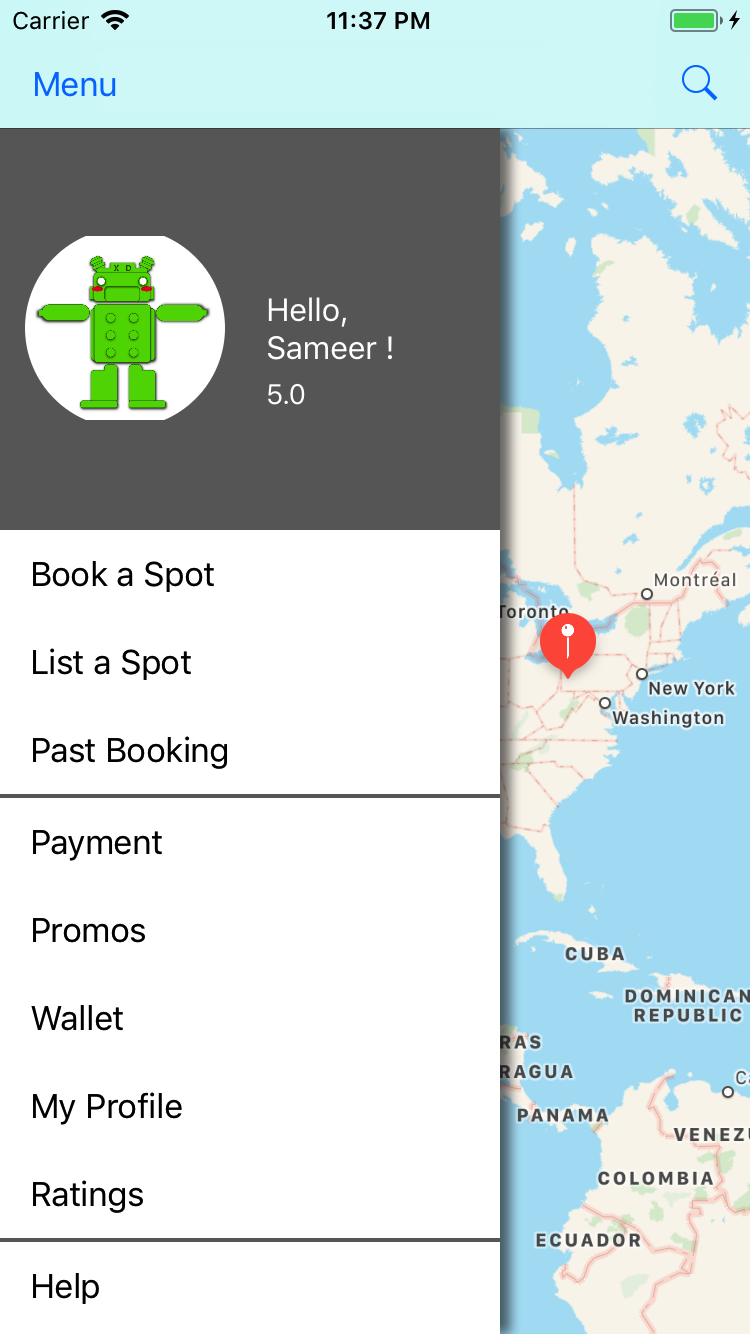 Carrier 11:37 PM
Menu
X D
Hello,
Sameer !
5.0
Book a Spot
List a Spot
Past Booking
Payment
Promos
Wallet
My Profile
Ratings
Help
Montréal
Toronto
New York
Washington
CUBA
DOMINICAN
REPUBLIC
RAS
RAGUA
PANAMA
VENEZ
COLOMBIA
ECUADOR